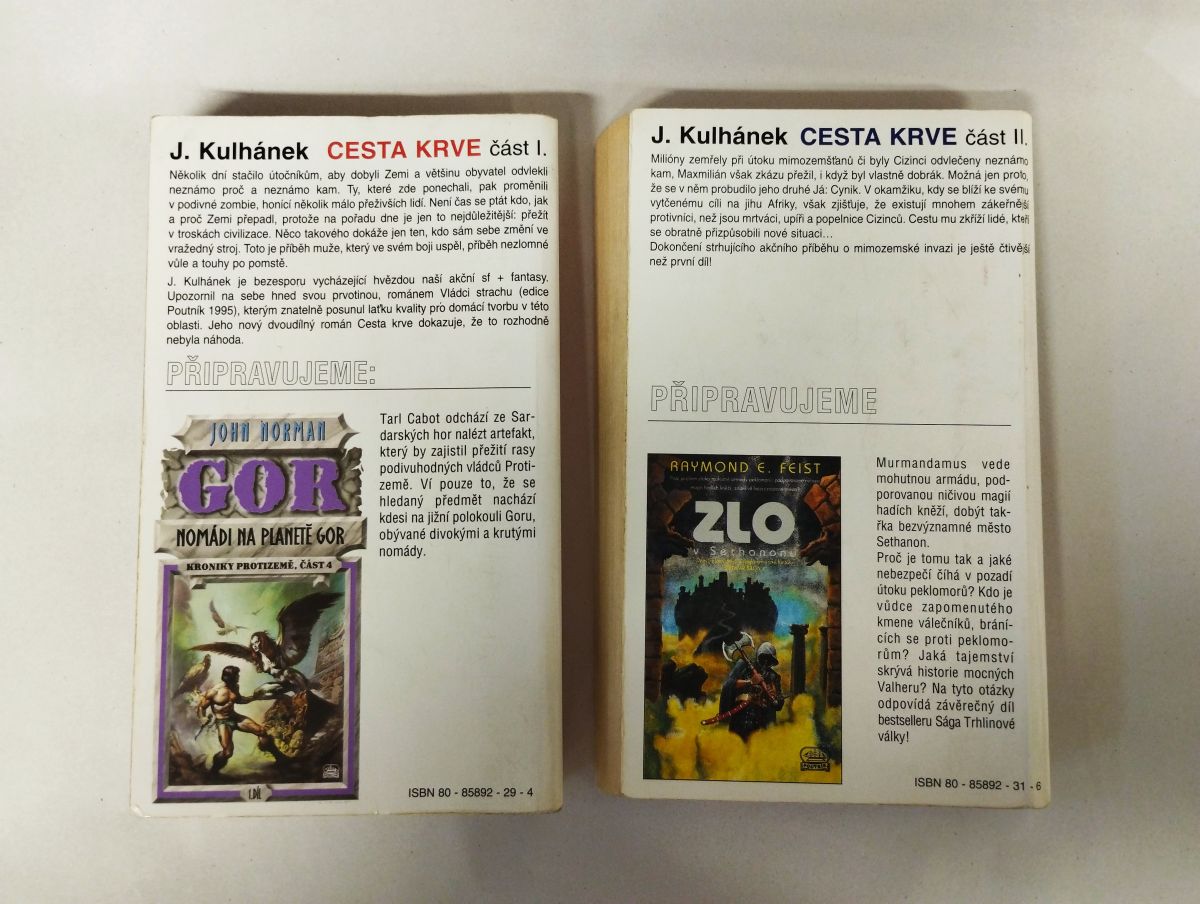 J. Kulhánek CESTA KRVE část I.
Několik dní stačilo útočníkům, aby dobyli Zemi a většinu obyvatel odvlekli
neznámo proč a neznámo kam. Ty, které zde ponechali, pak proměnili
v podivné zombie, honící několik málo přeživších lidí. Není čas se ptát kdo, jak
a proč Zemi přepadl, protože na pořadu dne je jen to nejdůležitější: přežít
v troskách civilizace. Něco takového dokáže jen ten, kdo sám sebe změní ve
vražedný stroj. Toto je příběh muže, který ve svém boji uspěl, příběh nezlomné
vůle a touhy po pomstě.
J. Kulhánek je bezesporu vycházející hvězdou naší akční sf + fantasy.
Upozornil na sebe hned svou prvotinou, románem Vládci strachu (edice
Poutník 1995), kterým znatelně posunul laťku kvality pro domácí tvorbu v této
oblasti. Jeho nový dvoudílný román Cesta krve dokazuje, že to rozhodně
nebyla náhoda.
PŘIPRAVUJEME:
JOHN NORMAN
GOR
NOMÁDI NA PLANETĚ GOR
KRONIKY PROTIZEMĚ, ČÁST 4
1.DÍL
Tarl Cabot odchází ze Sar-
darských hor nalézt artefakt,
který by zajistil přežití rasy
podivuhodných vládců Proti-
země. Ví pouze to, že se
hledaný předmět nachází
kdesi na jižní polokouli Goru,
obývané divokými a krutými
nomády.
ISBN 80 - 85892 - 29 - 4
J. Kulhánek CESTA KRVE část II.
Milióny zemřely při útoku mimozemšťanů či byly Cizinci odvlečeny neznámo
kam, Maxmilián však zkázu přežil, i když byl vlastně dobrák. Možná jen proto,
že se v něm probudilo jeho druhé Já: Cynik. V okamžiku, kdy se blíží ke svému
vytčenému cíli na jihu Afriky, však zjišťuje, že existují mnohem zákeřnější
protivníci, než jsou mrtváci, upíři a popelnice Cizinců. Cestu mu zkříží lidé, kteří
se obratně přizpůsobili nové situaci...
Dokončení strhujícího akčního příběhu o mimozemské invazi je ještě čtivější
než první díl!
PŘIPRAVUJEME
RAYMOND E. FEIST
ZLO
v Sethanonu
POUTNÍK
Murmandamus vede
mohutnou armádu, pod-
porovanou ničivou magií
hadích kněží, dobýt tak-
řka bezvýznamné město
Sethanon.
Proč je tomu tak a jaké
nebezpečí číhá v pozadí
útoku peklomorů? Kdo je
vůdce zapomenutého
kmene válečníků, brání-
cích se proti peklomo-
rům? Jaká tajemství
skrývá historie mocných
Valheru? Na tyto otázky
odpovídá závěrečný díl
bestselleru Sága Trhlinové
války!
ISBN 80 - 85892 - 31 - 6